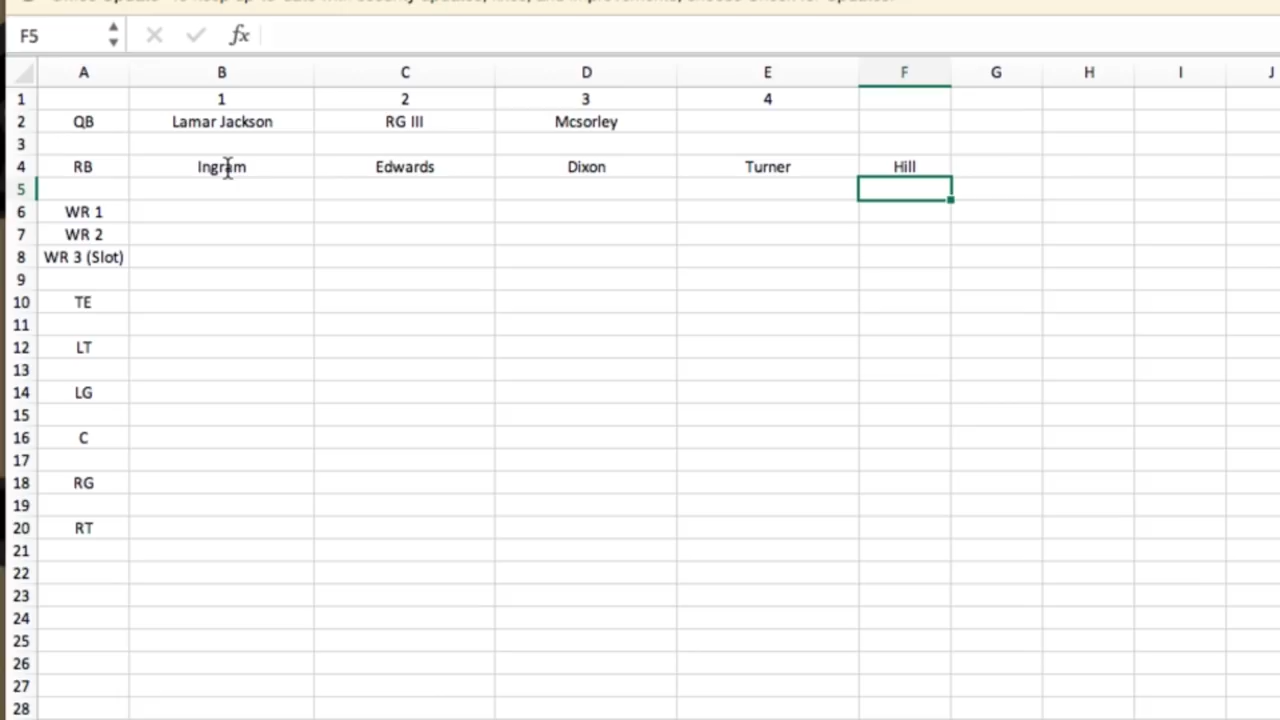 F5 fx
A B C D E F G H I J
1 1 2 3 4
2 QB Lamar Jackson RG III Mcsorley
3
4 RB Ingram Edwards Dixon Turner Hill
5
6 WR 1
7 WR 2
8 WR 3 (Slot)
9
10 TE
11
12 LT
13
14 LG
15
16 C
17
18 RG
19
20 RT
21
22
23
24
25
26
27
28